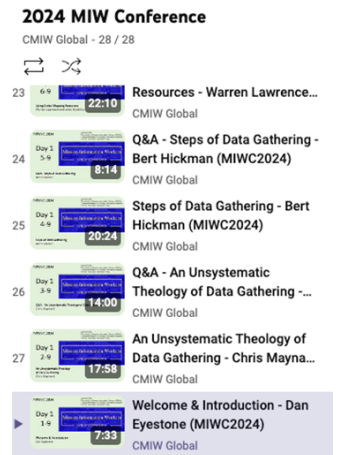 2024 MIW Conference
CMIW Global - 28 / 28
23
6-9
22:10
Resources - Warren Lawrence...
CMIW Global
24
Day 1
5-9
8:14
Q&A - Steps of Data Gathering -
Bert Hickman (MIWC2024)
CMIW Global
25
Day 1
4-9
20:24
Steps of Data Gathering - Bert
Hickman (MIWC2024)
CMIW Global
26
Day 1
3-9
14:00
Q&A - An Unsystematic
Theology of Data Gathering -...
CMIW Global
27
Day 1
2-9
17:58
An Unsystematic Theology of
Data Gathering - Chris Mayna...
CMIW Global
Day 1
1-9
7:33
Welcome & Introduction - Dan
Eyestone (MIWC2024)
CMIW Global